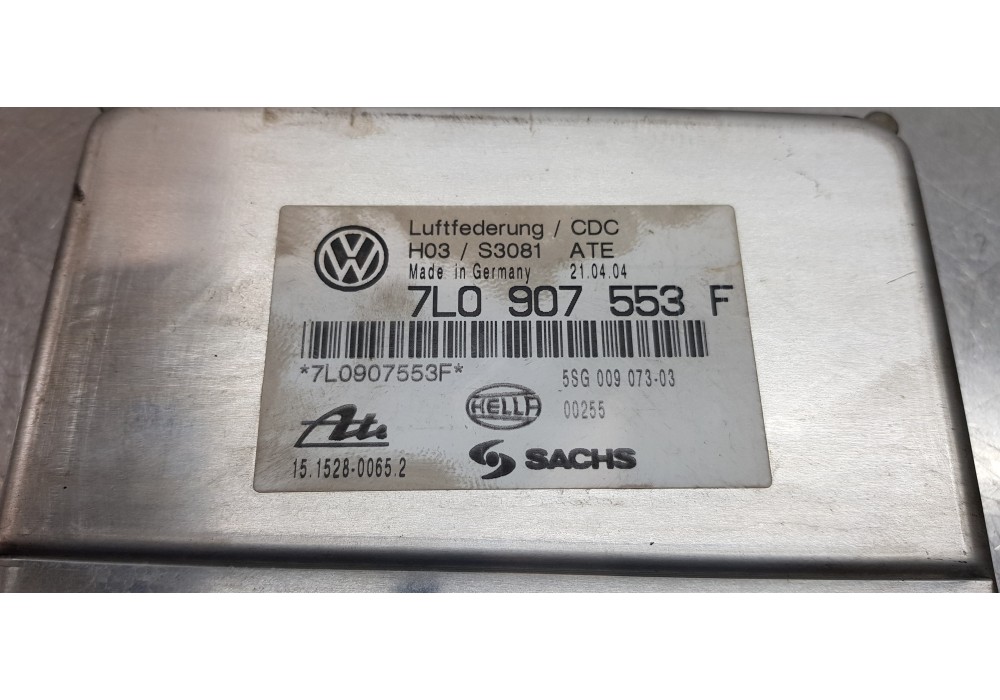 Luftfederung / CDC
H03 / S3081 ATE
Made in Germany 21.04.04
7L0 907 553 F
*7L0907553F*
5SG 009 073-03
HELLA
00255
Ate
15.1528-0065.2
SACHS